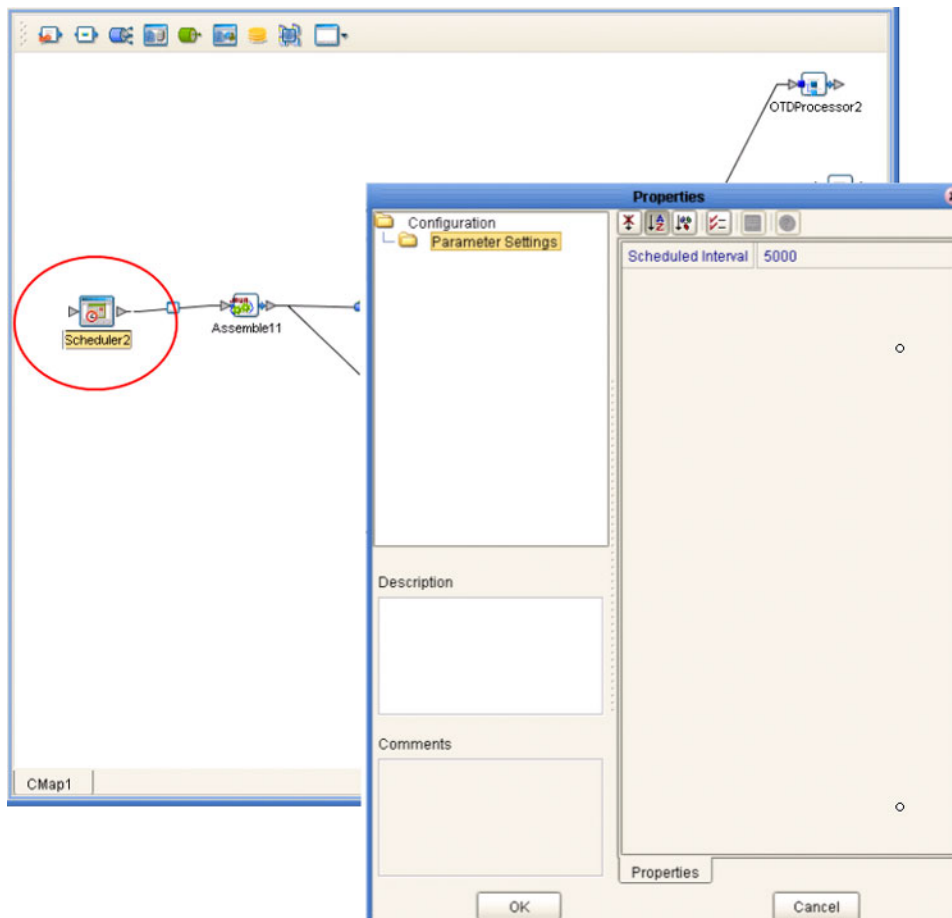 OTDProcessor2
Scheduler2
Assemble11
CMap1
Properties
Configuration
Parameter Settings
Scheduled Interval 5000
Description
Comments
Properties
OK Cancel